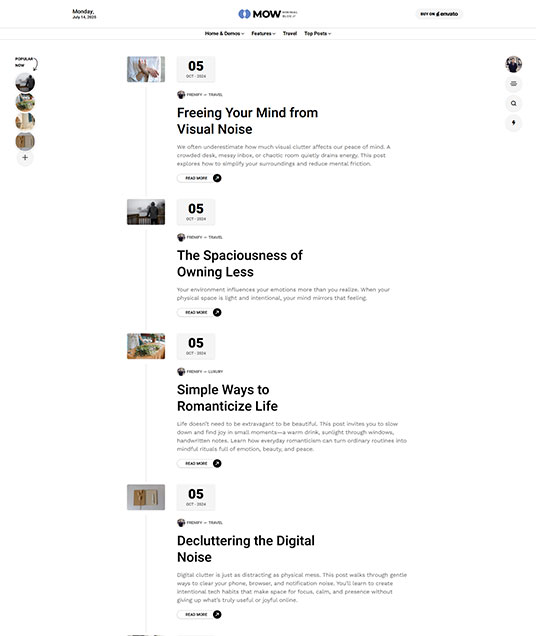 Monday,
July 14, 2025
MOW
BUY ON envato
Home & Demos
Features
Travel
Top Posts
POPULAR
NOW
05
OCT - 2024
FREMIFY — TRAVEL
Freeing Your Mind from
Visual Noise
We often underestimate how much visual clutter affects our peace of mind. A
crowded desk, messy inbox, or chaotic room quietly drains energy. This post
explores how to simplify your surroundings and reduce mental friction.
READ MORE
05
OCT - 2024
FREMIFY — TRAVEL
The Spaciousness of
Owning Less
Your environment influences your emotions more than you realize. When your
physical space is light and intentional, your mind mirrors that feeling.
READ MORE
05
OCT - 2024
FREMIFY — LUXURY
Simple Ways to
Romanticize Life
Life doesn't need to be extravagant to be beautiful. This post invites you to slow
down and find joy in small moments—a warm drink, sunlight through windows,
handwritten notes. Learn how everyday romanticism can turn ordinary routines into
mindful rituals full of emotion, beauty, and peace.
READ MORE
05
OCT - 2024
FREMIFY — TRAVEL
Decluttering the Digital
Noise
Digital clutter is just as distracting as physical mess. This post walks through gentle
ways to clear your phone, browser, and notification noise. You'll learn to create
intentional tech habits that make space for focus, calm, and presence without
giving up what's truly useful or joyful online.
READ MORE